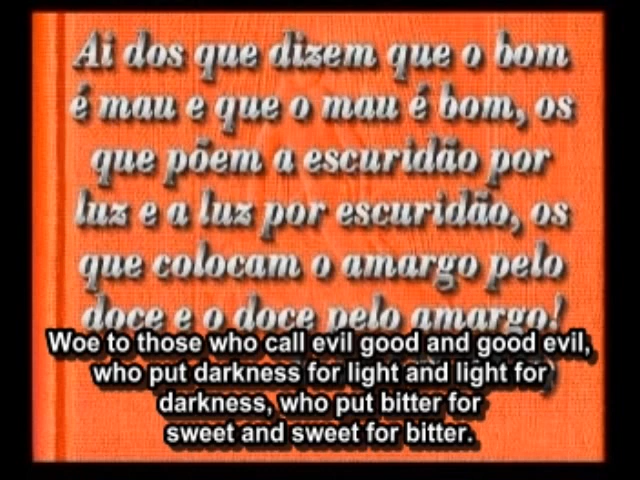 Ai dos que dizem que o bom
é mau e que o mau é bom, os
que põem a escuridão por
luz e a luz por escuridão, os
que colocam o amargo pelo
doce e o doce pelo amargo!
Woe to those who call evil good and good evil,
who put darkness for light and light for
darkness, who put bitter for
sweet and sweet for bitter.